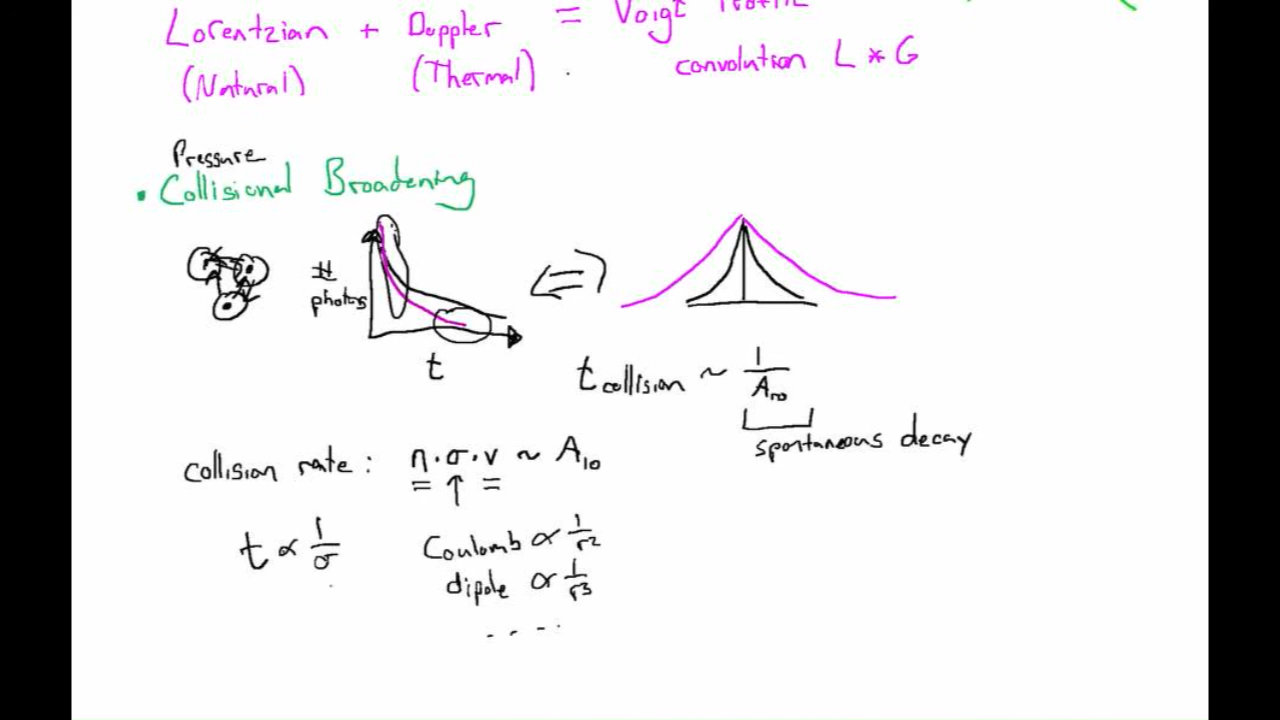 Lorentzian + Doppler = Voigt Profile
(Natural) (Thermal) convolution L * G
Pressure
• Collisional Broadening
# photons
t
t collision ~ 1/A₁₀
spontaneous decay
collision rate: n·σ·v ~ A₁₀
t ∝ 1/σ
Coulomb ∝ 1/r²
dipole ∝ 1/r³